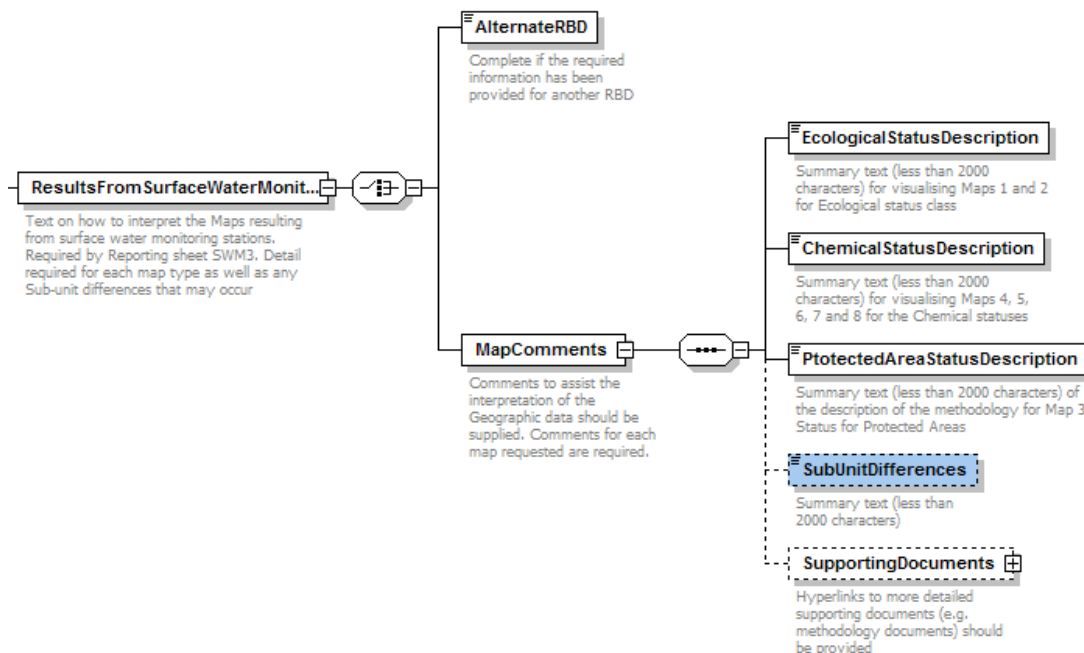 AlternateRBD
Complete if the required
information has been
provided for another RBD
ResultsFromSurfaceWaterMonit...
Text on how to interpret the Maps resulting
from surface water monitoring stations.
Required by Reporting sheet SWM3. Detail
required for each map type as well as any
Sub-unit differences that may occur
MapComments
Comments to assist the
interpretation of the
Geographic data should be
supplied. Comments for each
map requested are required.
EcologicalStatusDescription
Summary text (less than 2000
characters) for visualising Maps 1 and 2
for Ecological status class
ChemicalStatusDescription
Summary text (less than 2000
characters) for visualising Maps 4, 5,
6, 7 and 8 for the Chemical statuses
PtotectedAreaStatusDescription
Summary text (less than 2000 characters) of
the description of the methodology for Map 3
Status for Protected Areas
SubUnitDifferences
Summary text (less than
2000 characters)
SupportingDocuments
Hyperlinks to more detailed
supporting documents (e.g.
methodology documents) should
be provided